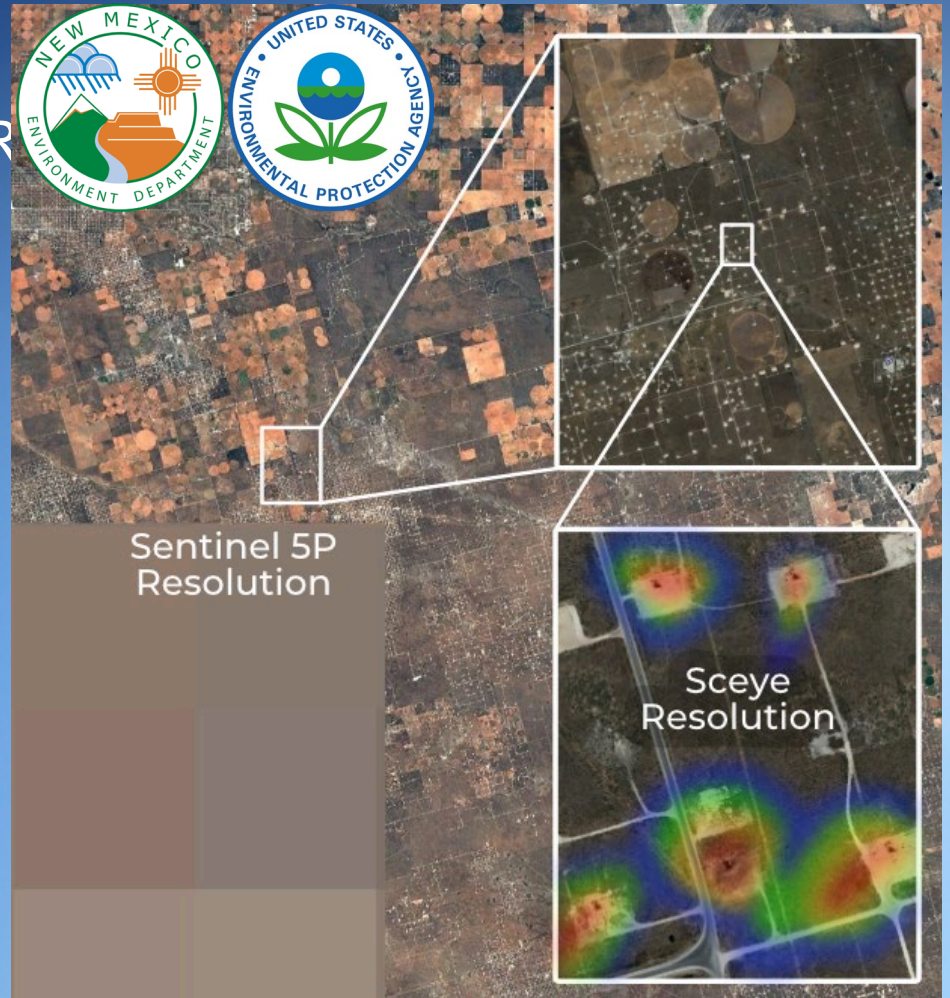 NEW MEXICO
ENVIRONMENT DEPARTMENT
UNITED STATES
ENVIRONMENTAL PROTECTION AGENCY
R
Sentinel 5P
Resolution
Sceye
Resolution